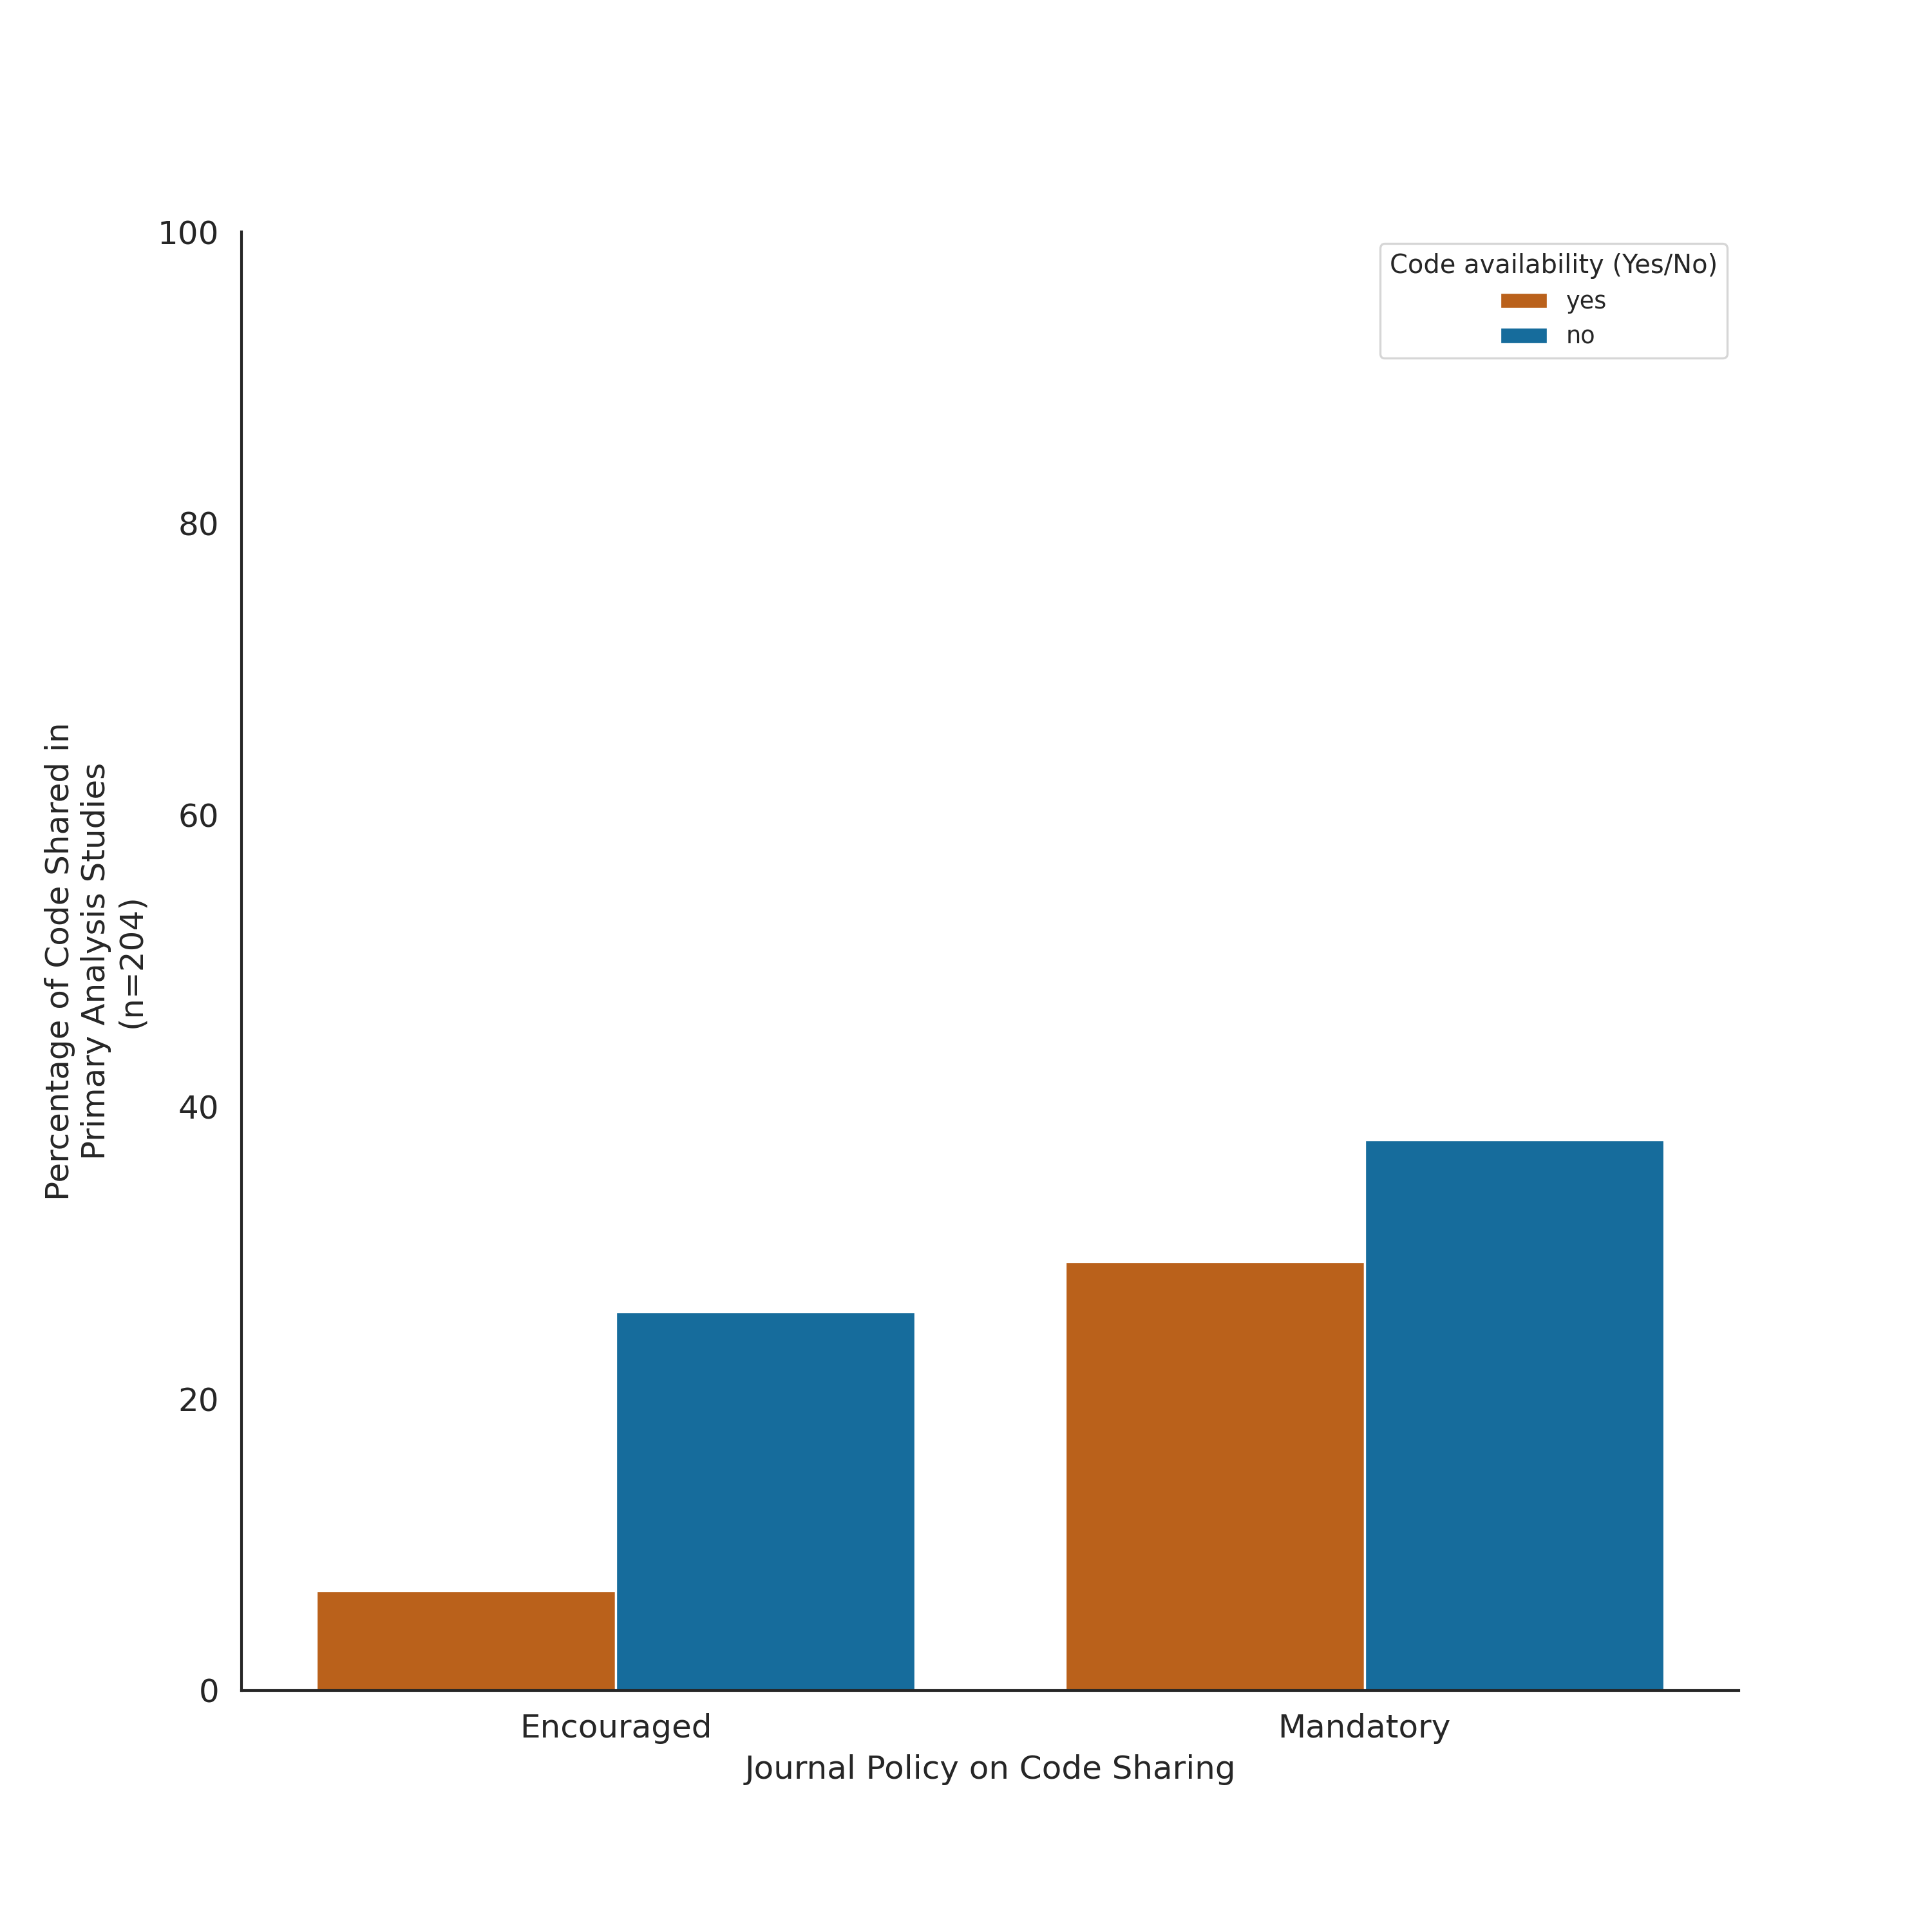 Percentage of Code Shared in
Primary Analysis Studies
(n=204)
100
80
60
40
20
0
Code availability (Yes/No)
yes
no
Encouraged
Mandatory
Journal Policy on Code Sharing